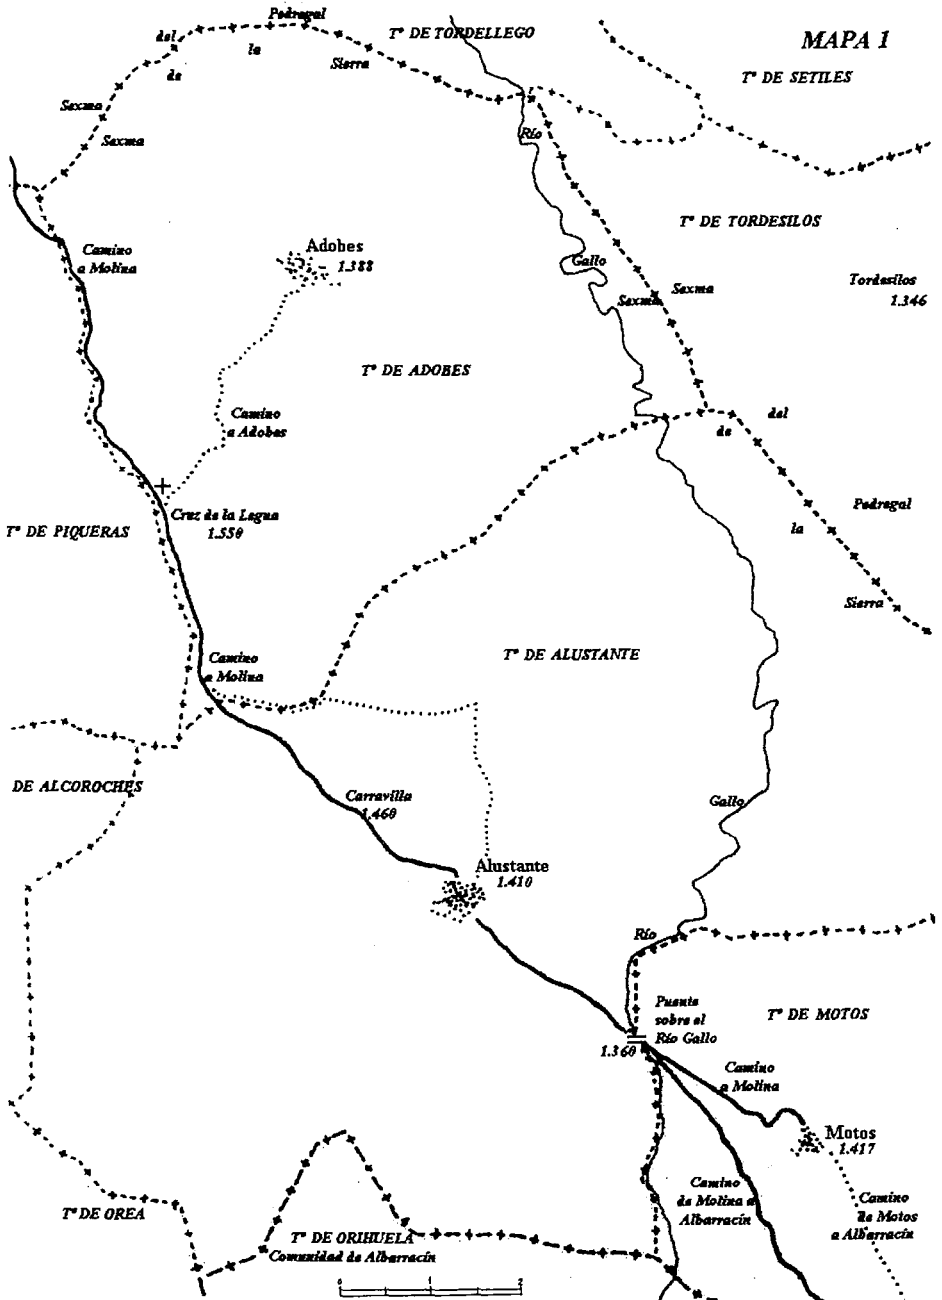 Pedregal
del
la
de
Sierra
Tº DE TORDELLEGO
MAPA 1
Tº DE SETILES
Sexma
Sexma
Río
Tº DE TORDESILOS
Camino
a Molina
Adobes
1.388
Gallo
Sexma
Sexma
Tordesilos
1.346
Tº DE ADOBES
Camino
a Adobes
de
del
Cruz de la Legua
1.550
Tº DE PIQUERAS
Pedregal
la
Sierra
Camino
a Molina
Tº DE ALUSTANTE
DE ALCOROCHES
Carravilla
1.460
Gallo
Alustante
1.410
Río
Puente
sobre el
Río Gallo
1.360
Tº DE MOTOS
Camino
a Molina
Motos
1.417
Camino
de Molina a
Albarracín
Camino
de Motos
a Albarracín
Tº DE OREA
Tº DE ORIHUELA
Comunidad de Albarracín
0
2